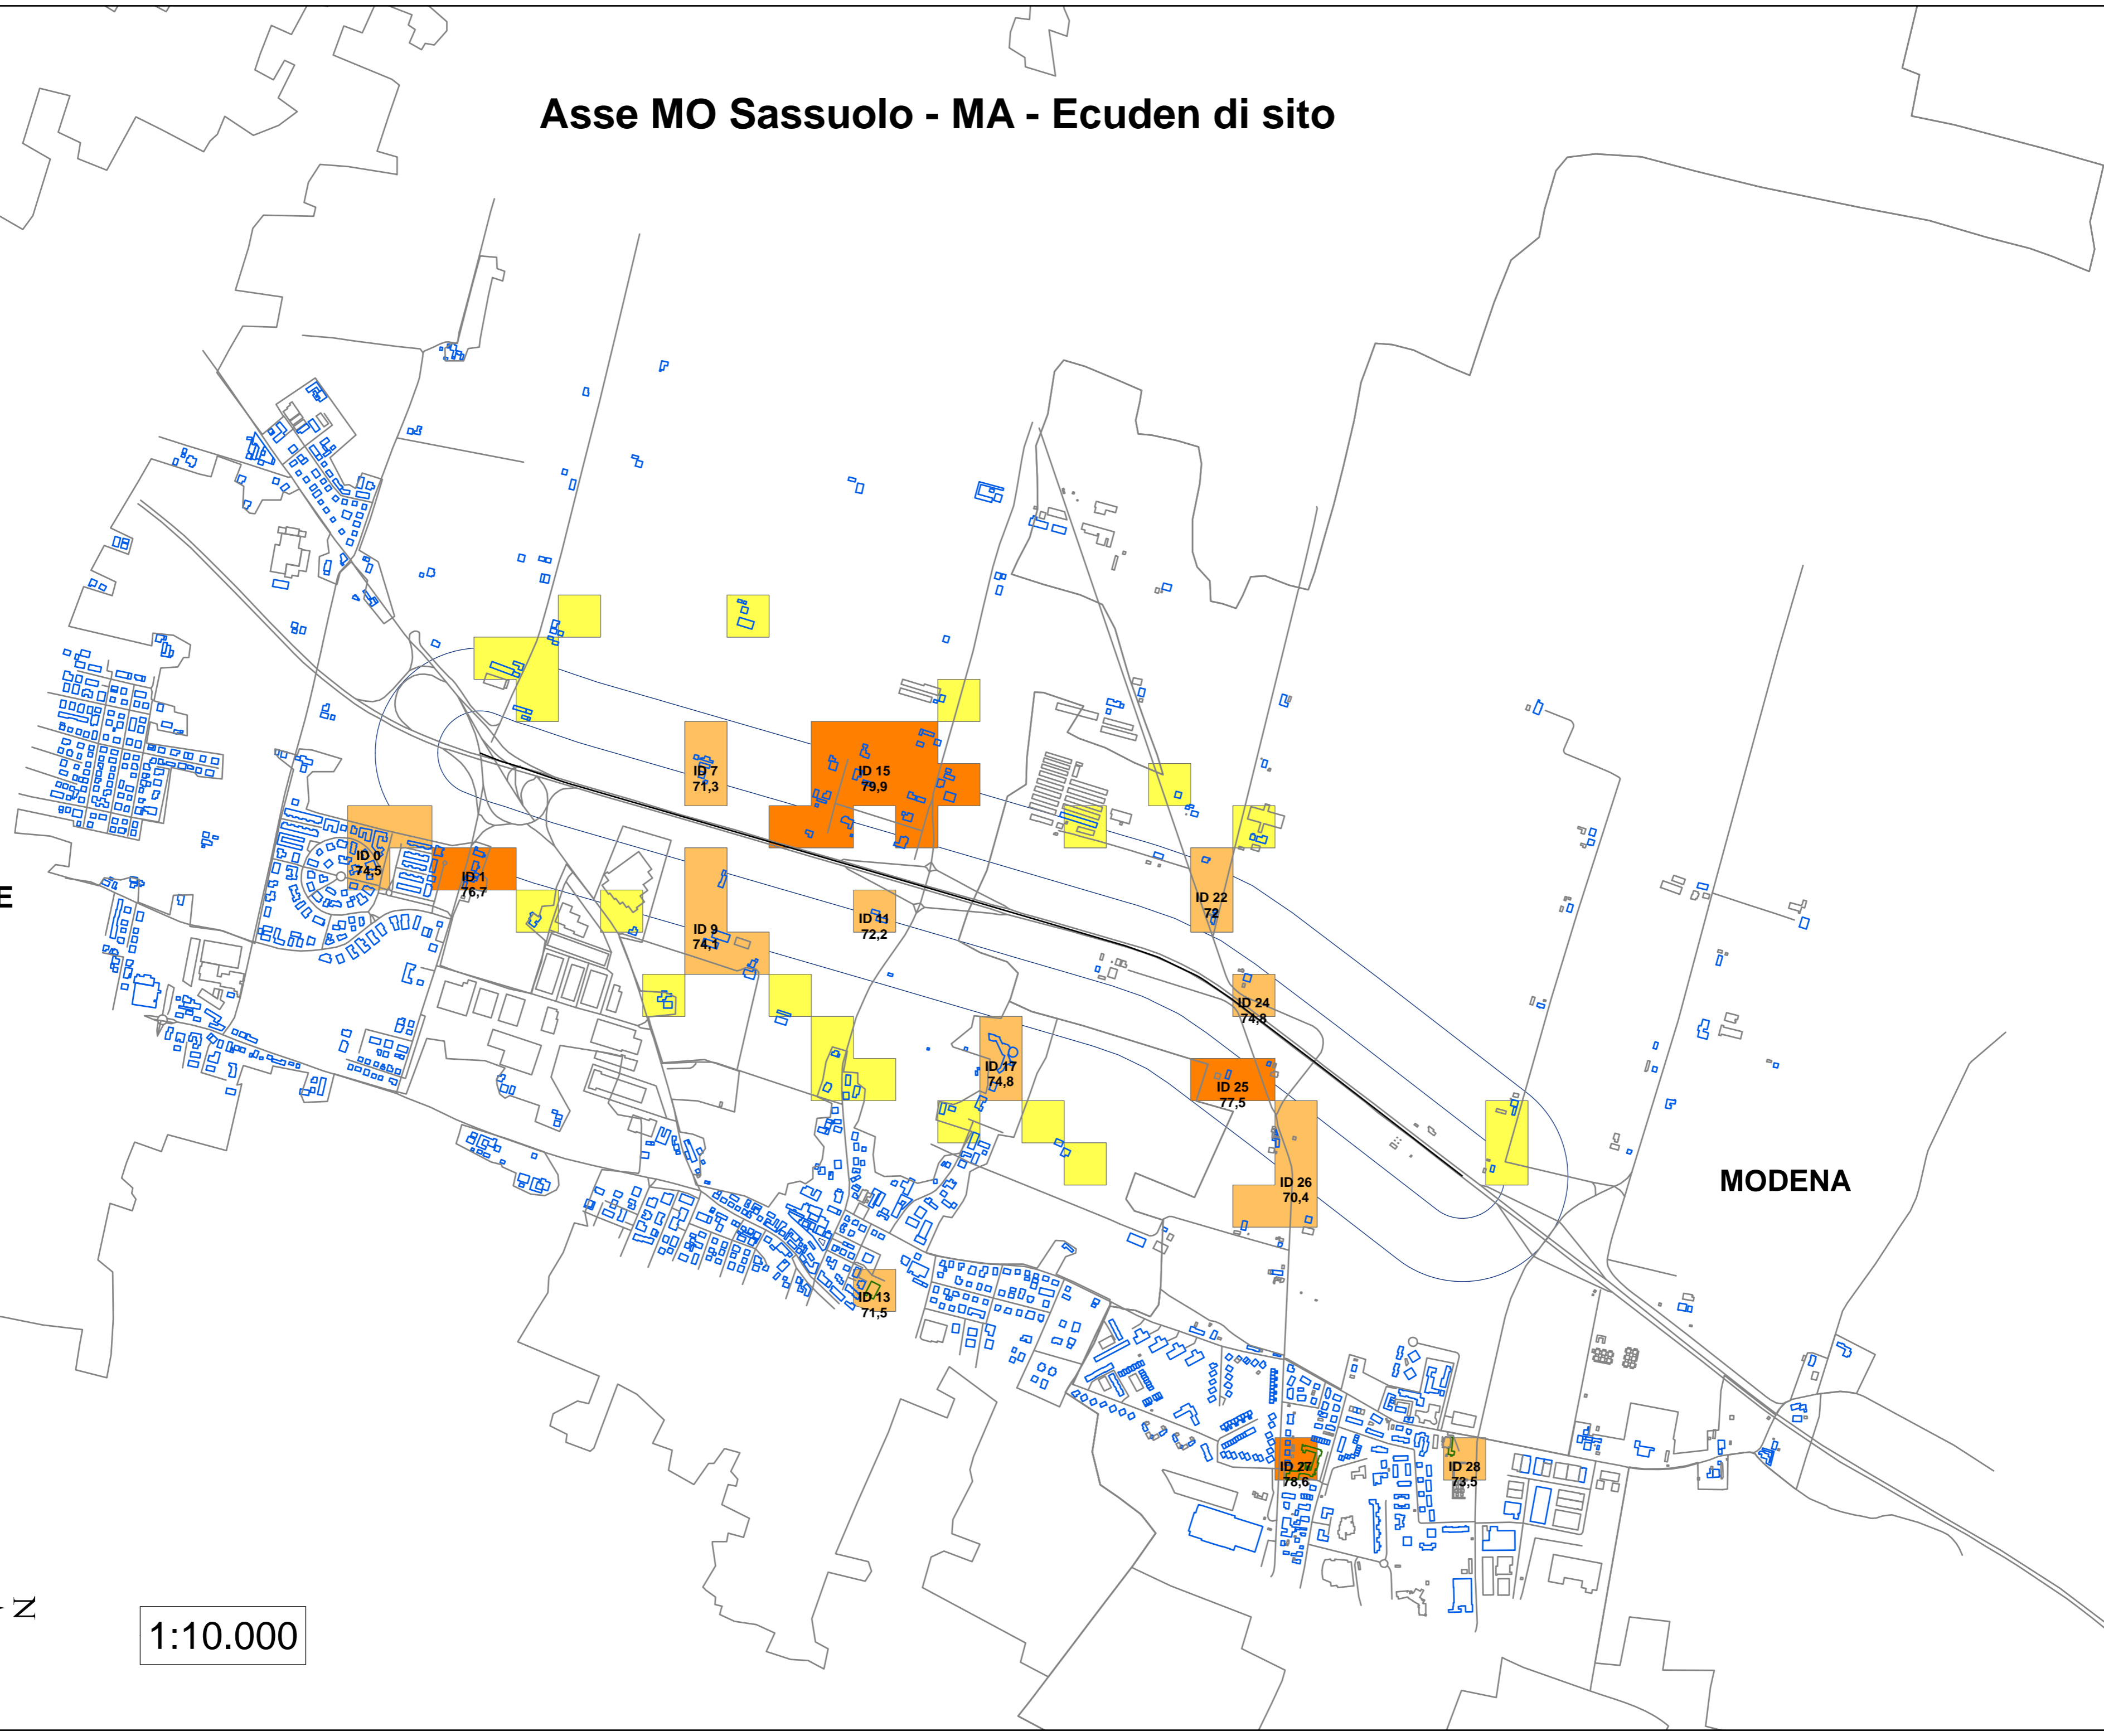 Asse MO Sassuolo - MA - Ecuden di sito
ID 7
71,3
ID 15
79,9
ID 0
74,5
ID 1
76,7
E
ID 22
72
ID 11
72,2
ID 9
74,1
ID 24
74,8
ID 17
74,8
ID 25
77,5
MODENA
ID 26
70,4
ID 13
71,5
ID 27
78,6
ID 28
73,5
N
1:10.000